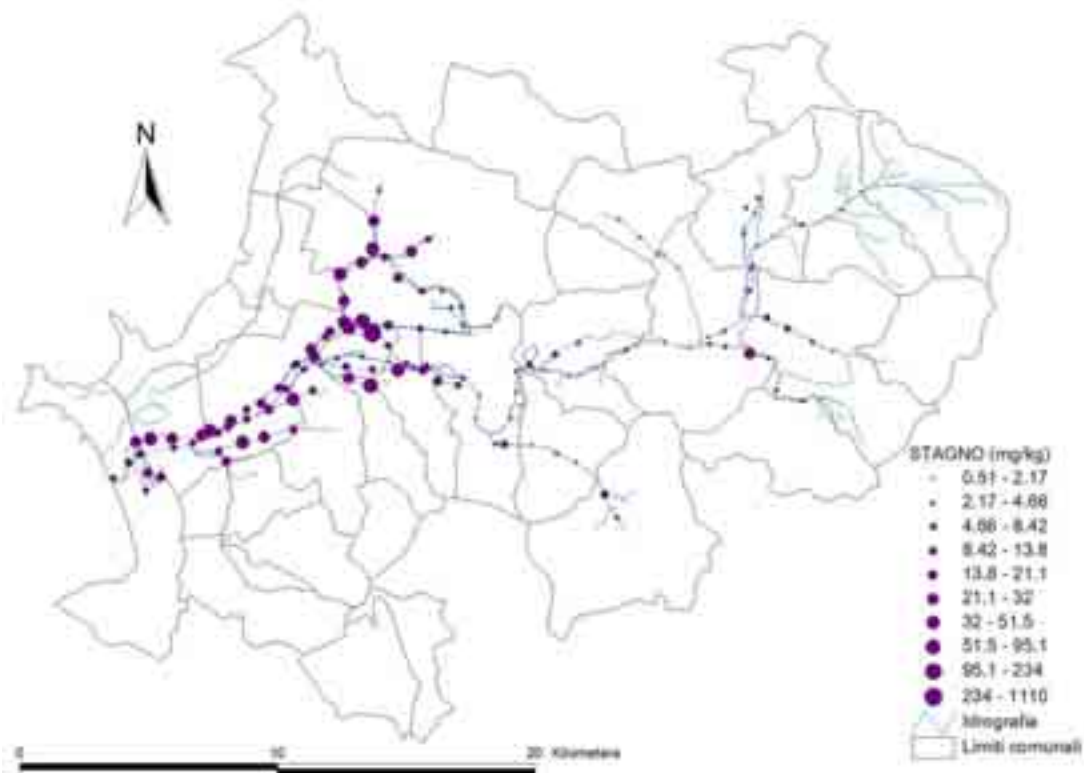 N
STAGNO (mg/kg)
0.51 - 2.17
2.17 - 4.66
4.66 - 8.42
8.42 - 13.8
13.8 - 21.1
21.1 - 32
32 - 51.5
51.5 - 95.1
95.1 - 234
234 - 1110
Idrografia
Limiti comunali
0 10 20 Kilometers